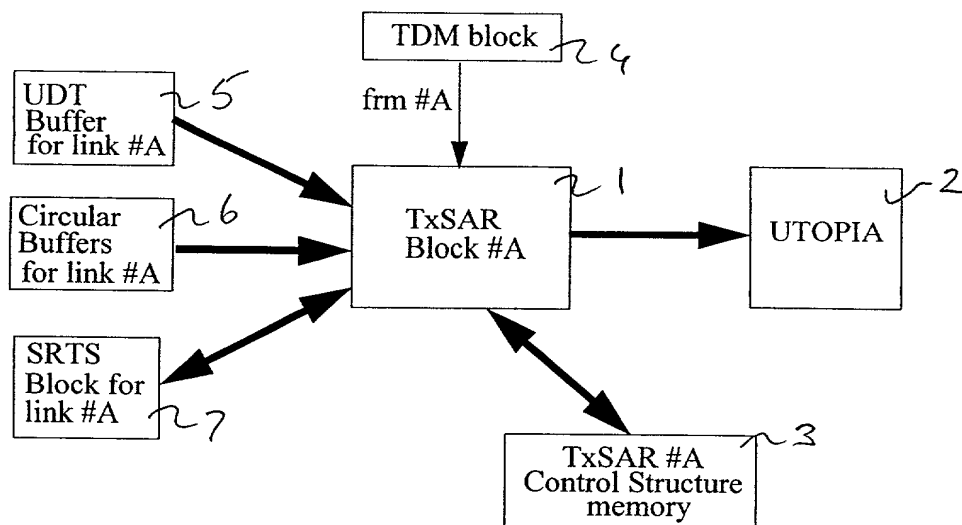 TDM block
4
frm #A
UDT
Buffer
for link #A
5
Circular
Buffers
for link #A
6
SRTS
Block for
link #A
7
TxSAR
Block #A
1
UTOPIA
2
TxSAR #A
Control Structure
memory
3